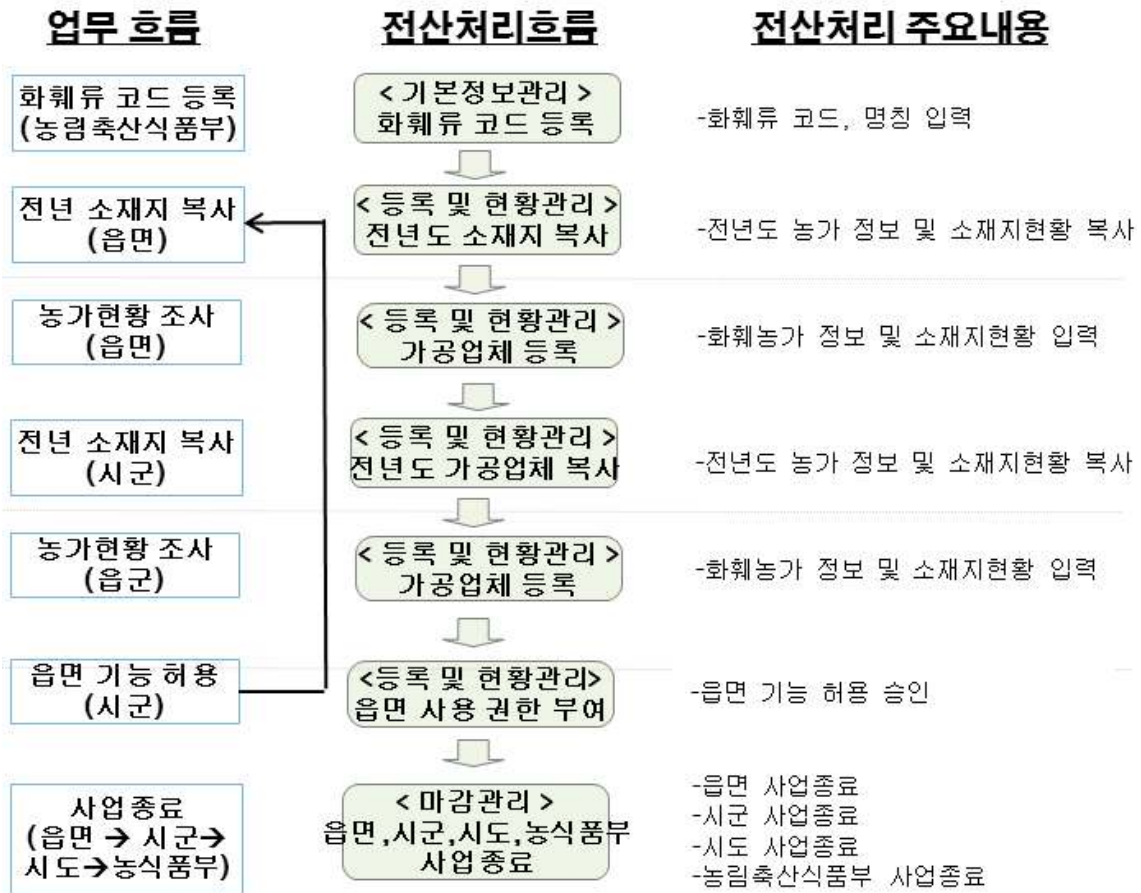 업무 흐름
전산처리흐름
전산처리 주요내용
화훼류 코드 등록
(농림축산식품부)
< 기본정보관리 >
화훼류 코드 등록
-화훼류 코드, 명칭 입력
전년 소재지 복사
(읍면)
< 등록 및 현황관리 >
전년도 소재지 복사
-전년도 농가 정보 및 소재지현황 복사
농가현황 조사
(읍면)
< 등록 및 현황관리 >
가공업체 등록
-화훼농가 정보 및 소재지현황 입력
전년 소재지 복사
(시군)
< 등록 및 현황관리 >
전년도 가공업체 복사
-전년도 농가 정보 및 소재지현황 복사
농가현황 조사
(읍군)
< 등록 및 현황관리 >
가공업체 등록
-화훼농가 정보 및 소재지현황 입력
읍면 기능 허용
(시군)
<등록 및 현황관리>
읍면 사용 권한 부여
-읍면 기능 허용 승인
사업종료
(읍면 → 시군→
시도→농식품부)
< 마감관리 >
읍면,시군,시도,농식품부
사업종료
-읍면 사업종료
-시군 사업종료
-시도 사업종료
-농림축산식품부 사업종료